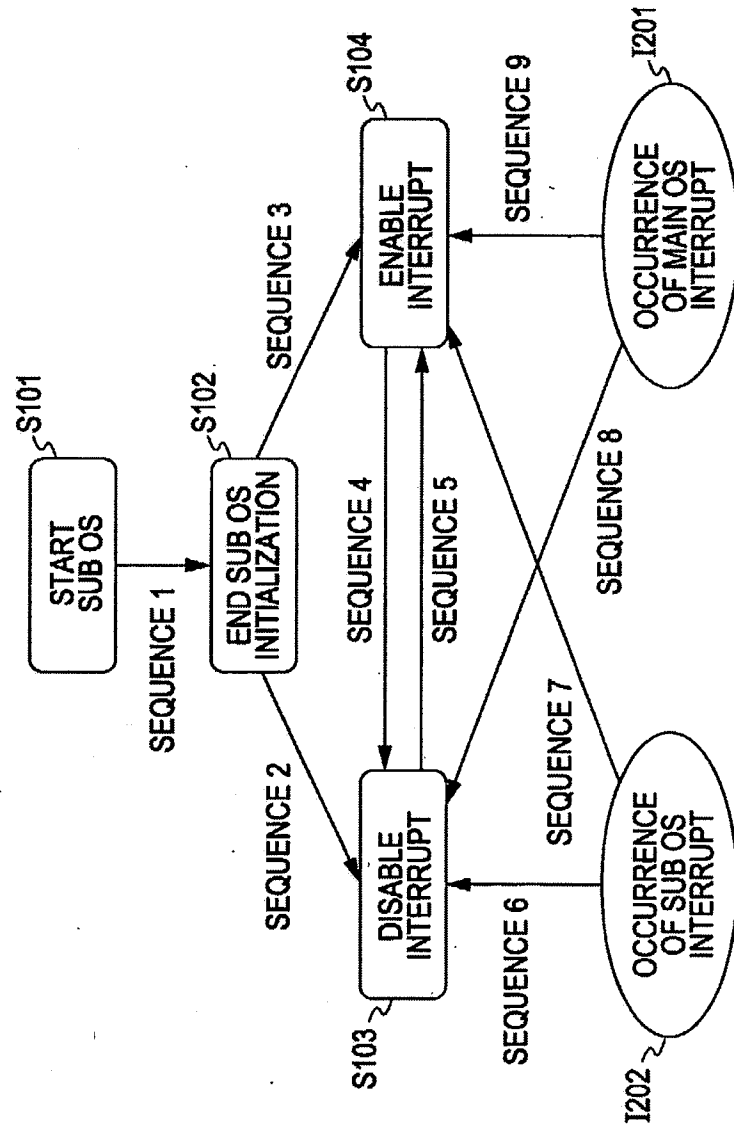 S101
START
SUB OS
SEQUENCE 1
S102
END SUB OS
INITIALIZATION
SEQUENCE 2
SEQUENCE 3
S103
DISABLE
INTERRUPT
SEQUENCE 4
SEQUENCE 5
S104
ENABLE
INTERRUPT
SEQUENCE 6
SEQUENCE 7
SEQUENCE 8
SEQUENCE 9
I202
OCCURRENCE
OF SUB OS
INTERRUPT
I201
OCCURRENCE
OF MAIN OS
INTERRUPT